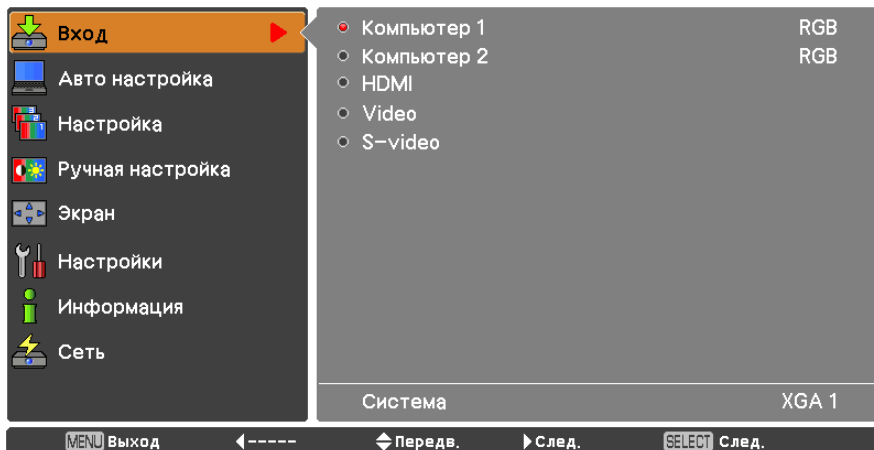 Вход
Авто настройка
Настройка
Ручная настройка
Экран
Настройки
Информация
Сеть
Компьютер 1 RGB
Компьютер 2 RGB
HDMI
Video
S-video
Система XGA 1
MENU Выход ----- Передв. След. SELECT След.